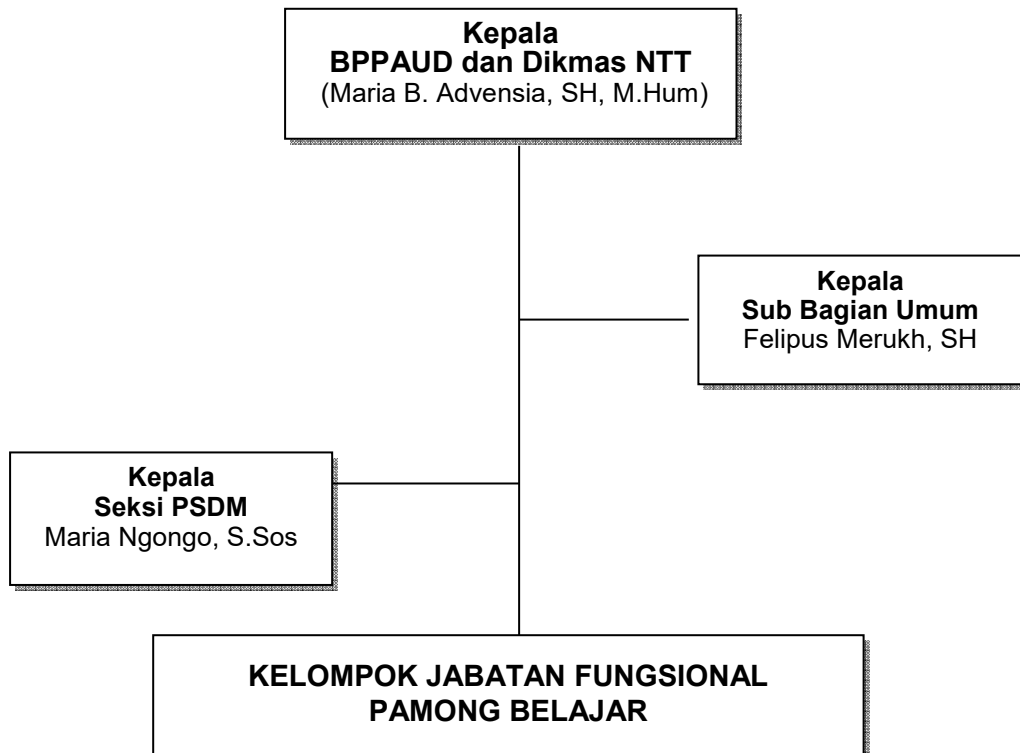 Kepala
BPPAUD dan Dikmas NTT
(Maria B. Advensia, SH, M.Hum)
Kepala
Sub Bagian Umum
Felipus Merukh, SH
Kepala
Seksi PSDM
Maria Ngongo, S.Sos
KELOMPOK JABATAN FUNGSIONAL
PAMONG BELAJAR